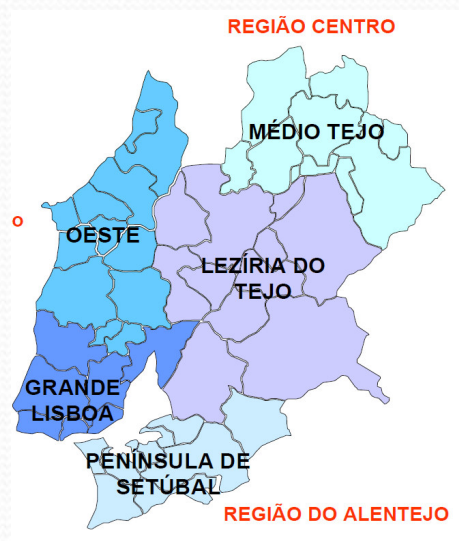 REGIÃO CENTRO
MÉDIO TEJO
O
OESTE
LEZÍRIA DO
TEJO
GRANDE
LISBOA
PENÍNSULA DE
SETÚBAL
REGIÃO DO ALENTEJO